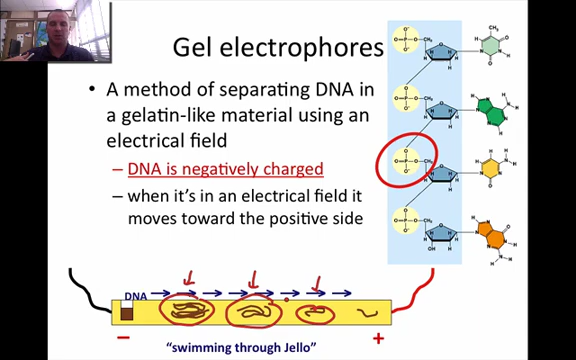 Gel electrophores
• A method of separating DNA in
a gelatin-like material using an
electrical field
– DNA is negatively charged
– when it's in an electrical field it
moves toward the positive side
DNA
– +
"swimming through Jello"